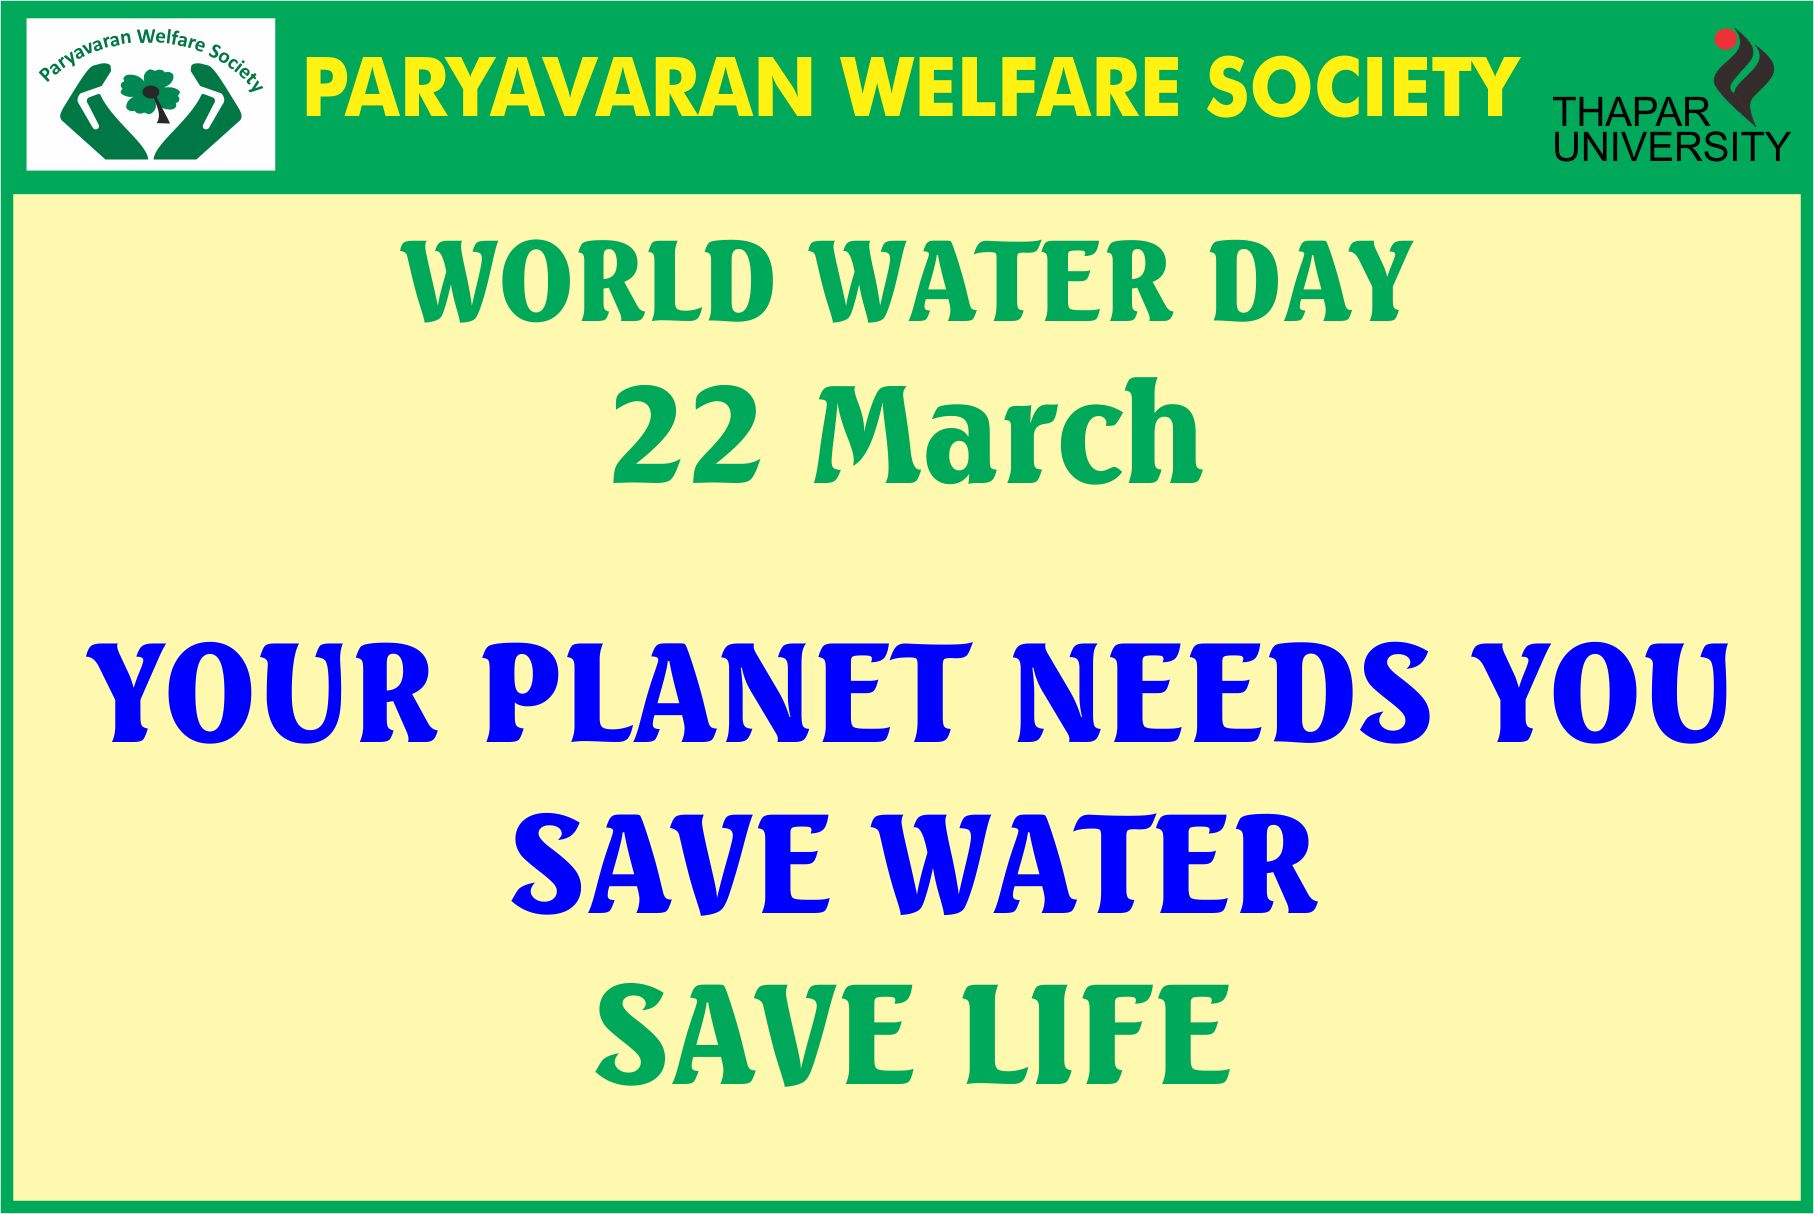 Paryavaran Welfare Society
PARYAVARAN WELFARE SOCIETY
THAPAR
UNIVERSITY
WORLD WATER DAY
22 March
YOUR PLANET NEEDS YOU
SAVE WATER
SAVE LIFE